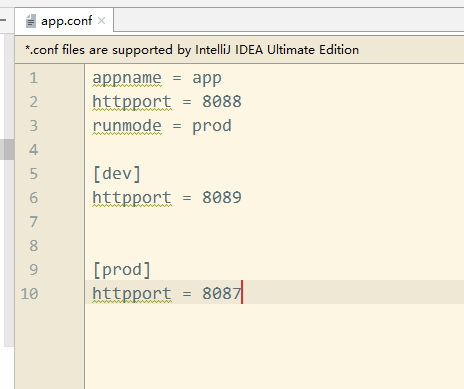 app.conf
*.conf files are supported by IntelliJ IDEA Ultimate Edition
1 appname = app
2 httpport = 8088
3 runmode = prod
4
5 [dev]
6 httpport = 8089
7
8
9 [prod]
10 httpport = 8087